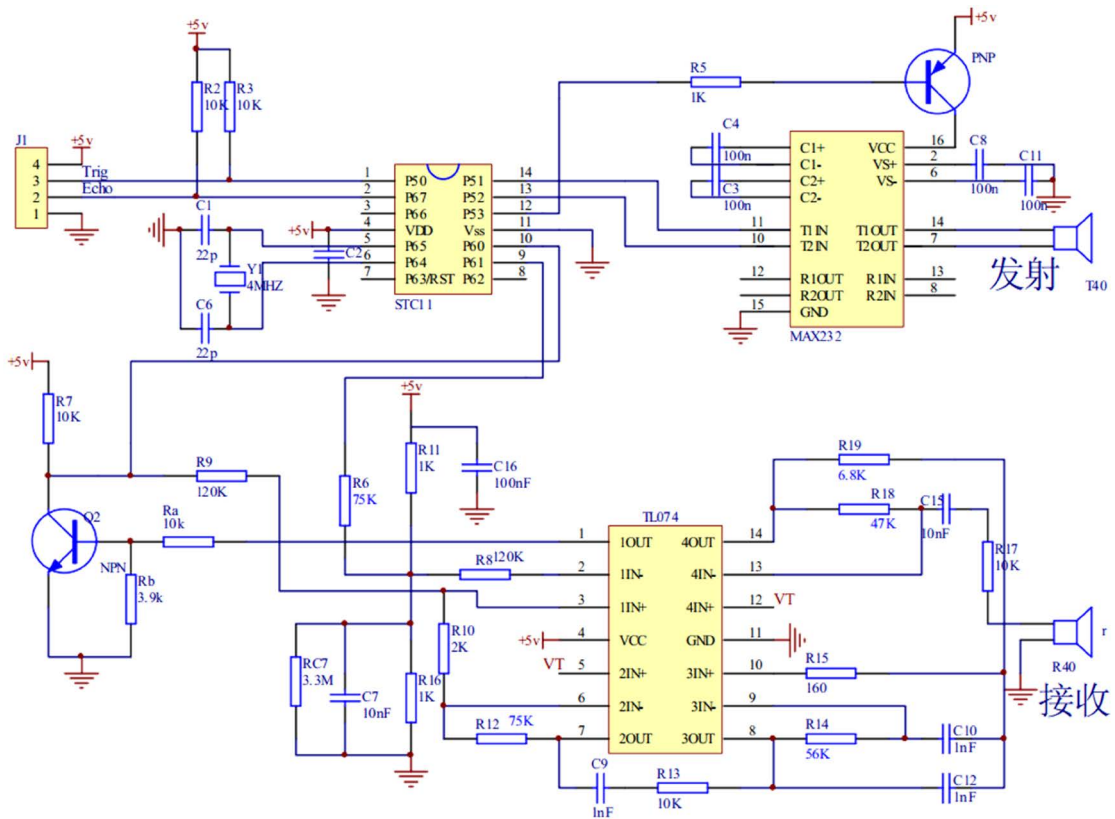 +5v
+5v
PNP
R2
10K
R3
10K
R5
1K
J1
+5v
4
3
2
1
Trig
Echo
C1
22p
Y1
4MHZ
C6
22p
+5v
C2
1
2
3
4
5
6
7
P50
P67
P66
VDD
P65
P64
P63/RST
P51
P52
P53
Vss
P60
P61
P62
14
13
12
11
10
9
8
STC11
C4
100n
C3
100n
C1+
C1-
C2+
C2-
T1IN
T2IN
R1OUT
R2OUT
GND
11
10
12
9
15
VCC
VS+
VS-
T1OUT
T2OUT
R1IN
R2IN
16
2
6
14
7
13
8
MAX232
C8
100n
C11
100n
发射
T40
+5v
R7
10K
R9
120K
Ra
10k
Q2
NPN
Rb
3.9k
+5v
R11
1K
C16
100nF
R6
75K
R8
120K
RC7
3.3M
C7
10nF
R16
1K
R10
2K
R12
75K
C9
1nF
R13
10K
TL074
1
2
3
4
5
6
7
+5v
VT
1OUT
1IN-
1IN+
VCC
2IN+
2IN-
2OUT
4OUT
4IN-
4IN+
GND
3IN+
3IN-
3OUT
14
13
12
11
10
9
8
VT
R19
6.8K
R18
47K
C15
10nF
R17
10K
R15
160
R14
56K
C10
1nF
C12
1nF
r
R40
接收